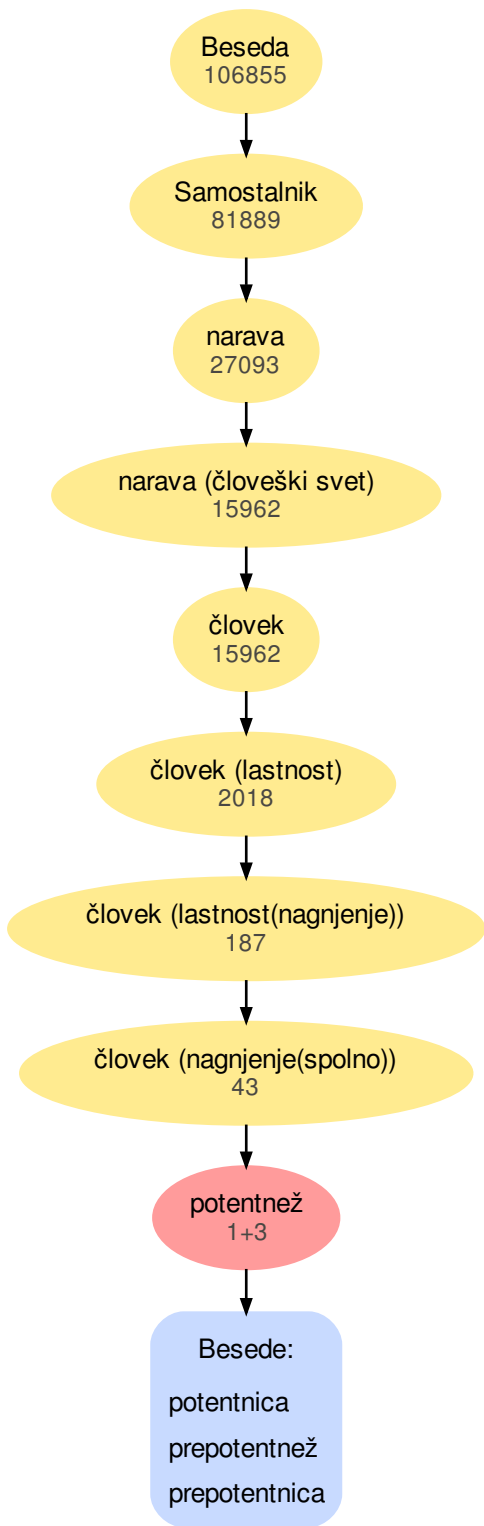 Beseda
106855
Samostalnik
81889
narava
27093
narava (človeški svet)
15962
človek
15962
človek (lastnost)
2018
človek (lastnost(nagnjenje))
187
človek (nagnjenje(spolno))
43
potentnež
1+3
Besede:
potentnica
prepotentnež
prepotentnica